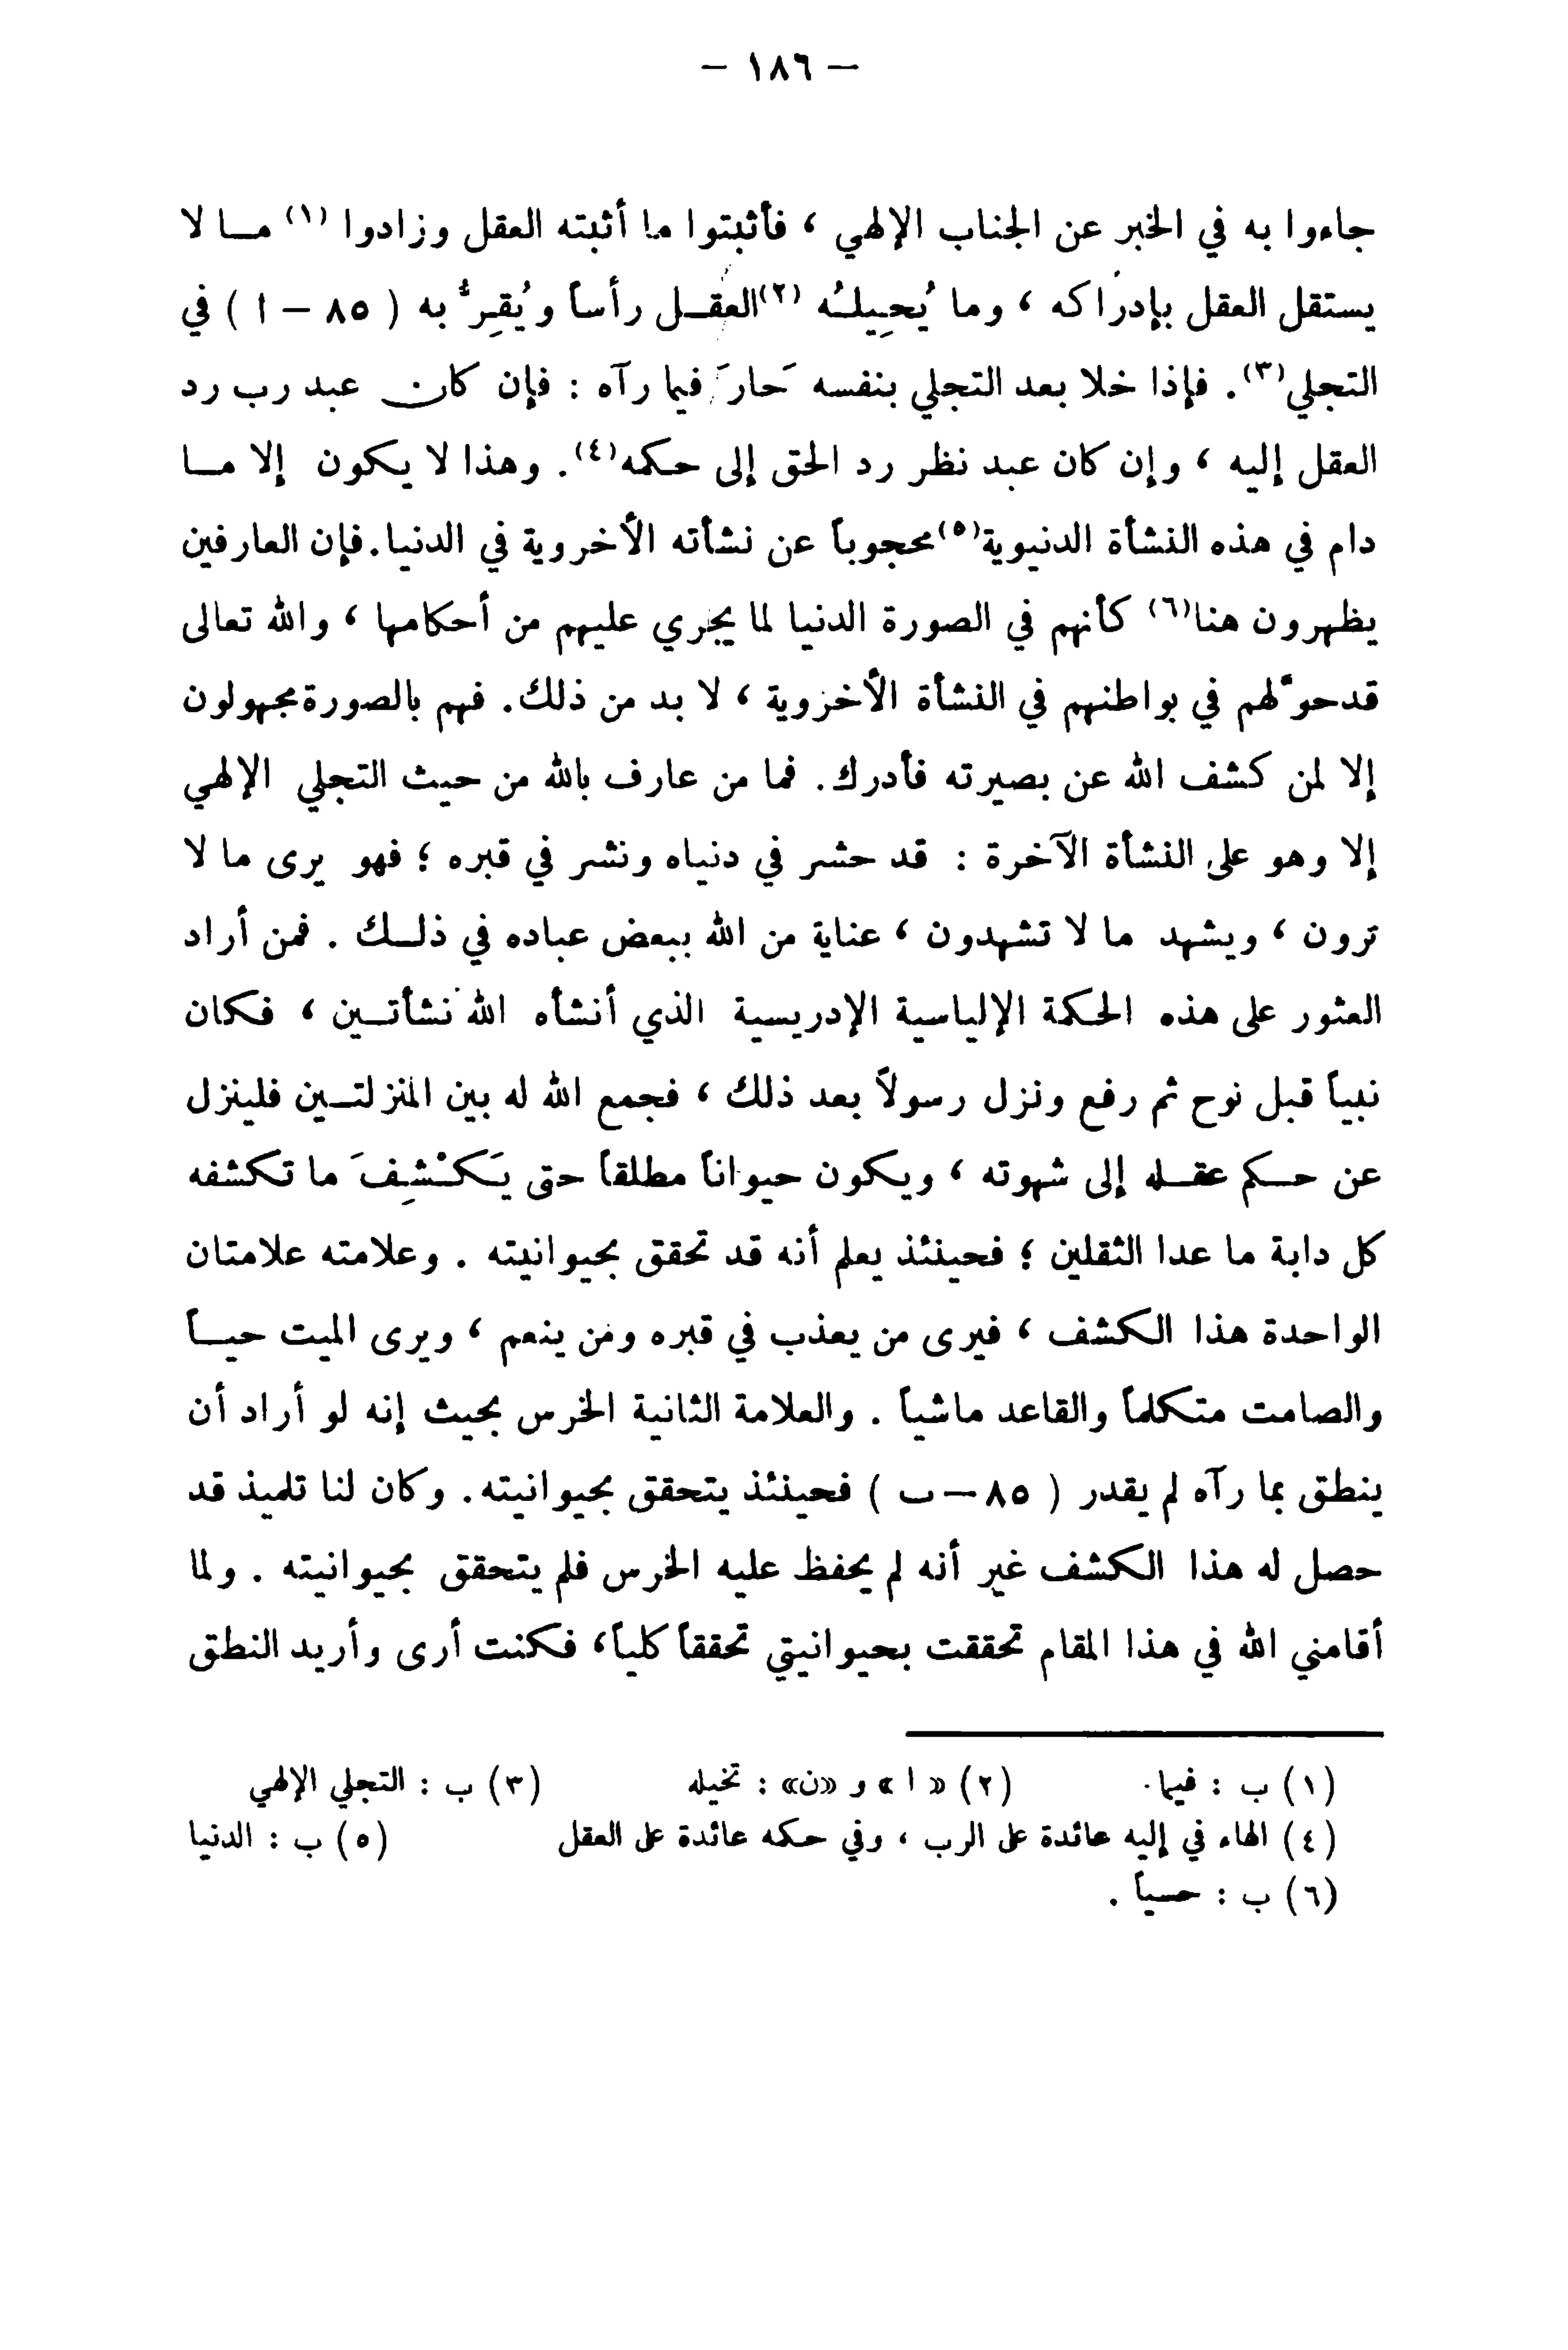 – ١٨٦ –
جاءوا به في الخبر عن الجناب الإلهي ، فأثبتوا ما أثبته العقل وزادوا (١) مـا لا
يستقل العقل بإدراكه ، وما يُحِيلُه (٢) العقـل رأساً ويُقِرُّ به ( ٨٥ – ا ) في
التجلي(٣). فإذا خلا بعد التجلي بنفسه حَارَ فيما رآه : فإن كان عبد رب رد
العقل إليه ، وإن كان عبد نظر رد الحق إلى حكمه(٤). وهذا لا يكون إلا مـا
دام في هذه النشأة الدنيوية(٥) محجوباً عن نشأته الأخروية في الدنيا. فإن العارفين
يظهرون هنا(٦) كأنهم في الصورة الدنيا لما يجري عليهم من أحكامها ، والله تعالى
قد حوَّلهم في بواطنهم في النشأة الأخروية ، لا بد من ذلك. فهم بالصورة مجهولون
إلا لمن كشف الله عن بصيرته فأدرك. فما من عارف بالله من حيث التجلي الإلهي
إلا وهو على النشأة الآخرة : قد حشر في دنياه ونشر في قبره ؛ فهو يرى ما لا
ترون ، ويشهد ما لا تشهدون ، عناية من الله ببعض عباده في ذلـك . فمن أراد
العثور على هذه الحكمة الإلياسية الإدريسية الذي أنشأه الله نشأتـين ، فكان
نبياً قبل نوح ثم رفع ونزل رسولاً بعد ذلك ، فجمع الله له بين المنزلتـين فلينزل
عن حـكم عقـله إلى شهوته ، ويكون حيواناً مطلقاً حتى يَكْشِفَ ما تكشفه
كل دابة ما عدا الثقلين ؛ فحينئذ يعلم أنه قد تحقق بحيوانيته . وعلامته علامتان
الواحدة هذا الكشف ، فيرى من يعذب في قبره ومن ينعم ، ويرى الميت حيـاً
والصامت متكلماً والقاعد ماشياً . والعلامة الثانية الخرس بحيث إنه لو أراد أن
ينطق بما رآه لم يقدر ( ٨٥ – ب ) فحينئذ يتحقق بحيوانيته. وكان لنا تلميذ قد
حصل له هذا الكشف غير أنه لم يحفظ عليه الخرس فلم يتحقق بحيوانيته . ولما
أقامني الله في هذا المقام تحققت بحيوانيتي تحققاً كلياً، فكنت أرى وأريد النطق
(١) ب : فيما. (٢) « ا » و «ن» : تخيله (٣) ب : التجلي الإلهي
(٤) الهاء في إليه عائدة على الرب ، وفي حكمه عائدة على العقل (٥) ب : الدنيا
(٦) ب : حسياً .